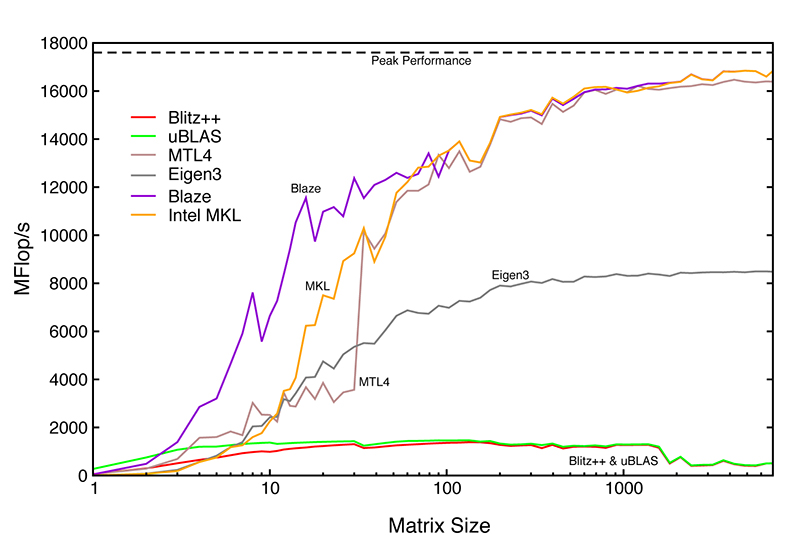 18000
Peak Performance
16000
Blitz++
14000
uBLAS
MTL4
Eigen3
12000
Blaze
Blaze
Intel MKL
10000
MFlop/s
8000
Eigen3
MKL
6000
4000
MTL4
2000
Blitz++ & uBLAS
0
1 10 100 1000
Matrix Size